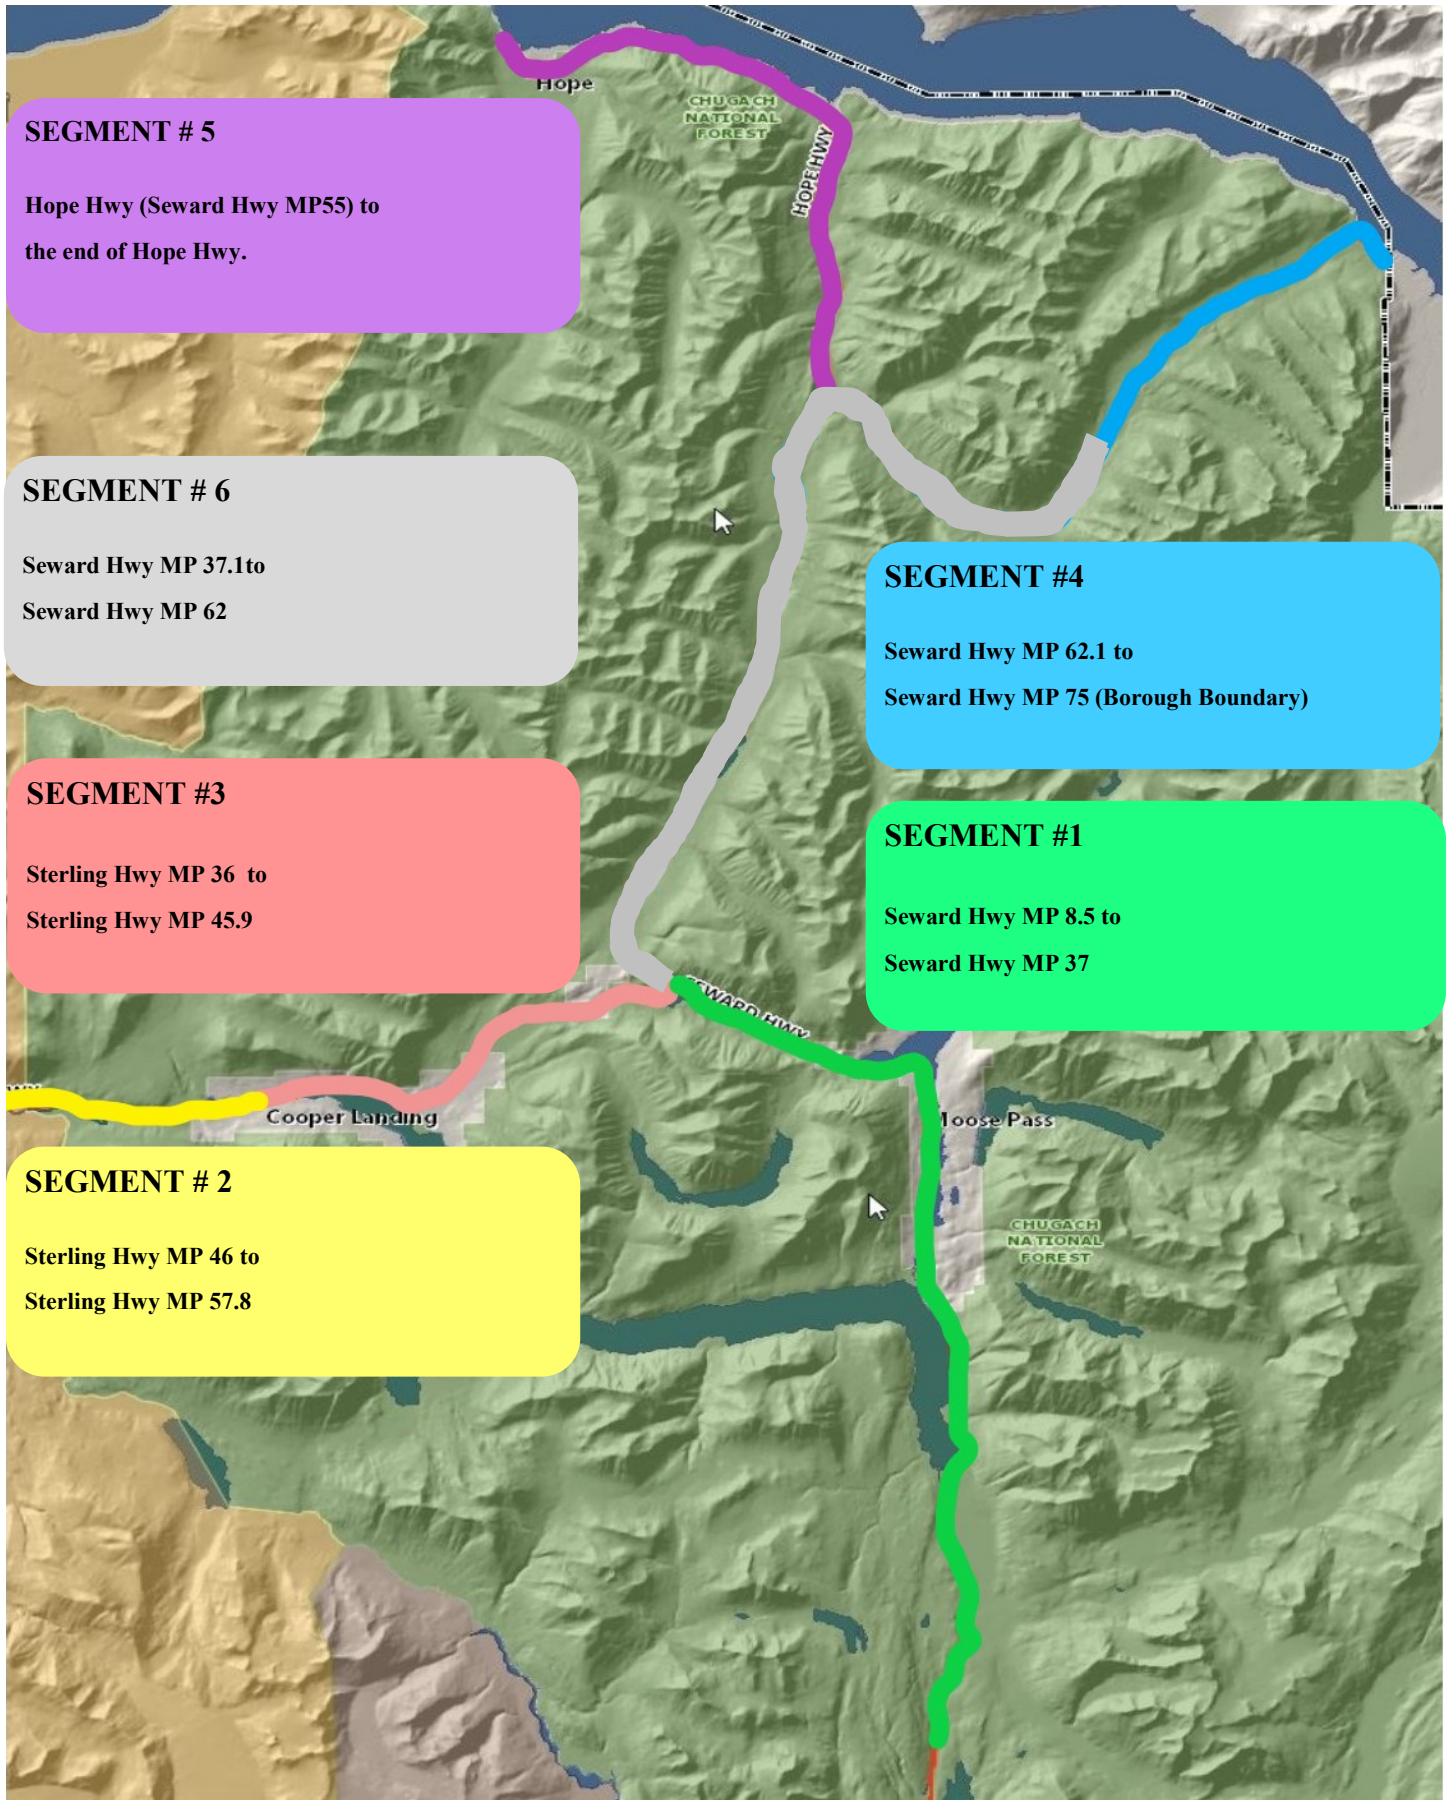 Hope
CHUGACH
NATIONAL
FOREST
HOPE HWY
SEGMENT # 5
Hope Hwy (Seward Hwy MP55) to
the end of Hope Hwy.
SEGMENT # 6
Seward Hwy MP 37.1to
Seward Hwy MP 62
SEGMENT #4
Seward Hwy MP 62.1 to
Seward Hwy MP 75 (Borough Boundary)
SEGMENT #3
Sterling Hwy MP 36 to
Sterling Hwy MP 45.9
SEGMENT #1
Seward Hwy MP 8.5 to
Seward Hwy MP 37
SEWARD HWY
Cooper Landing
Moose Pass
SEGMENT # 2
Sterling Hwy MP 46 to
Sterling Hwy MP 57.8
CHUGACH
NATIONAL
FOREST